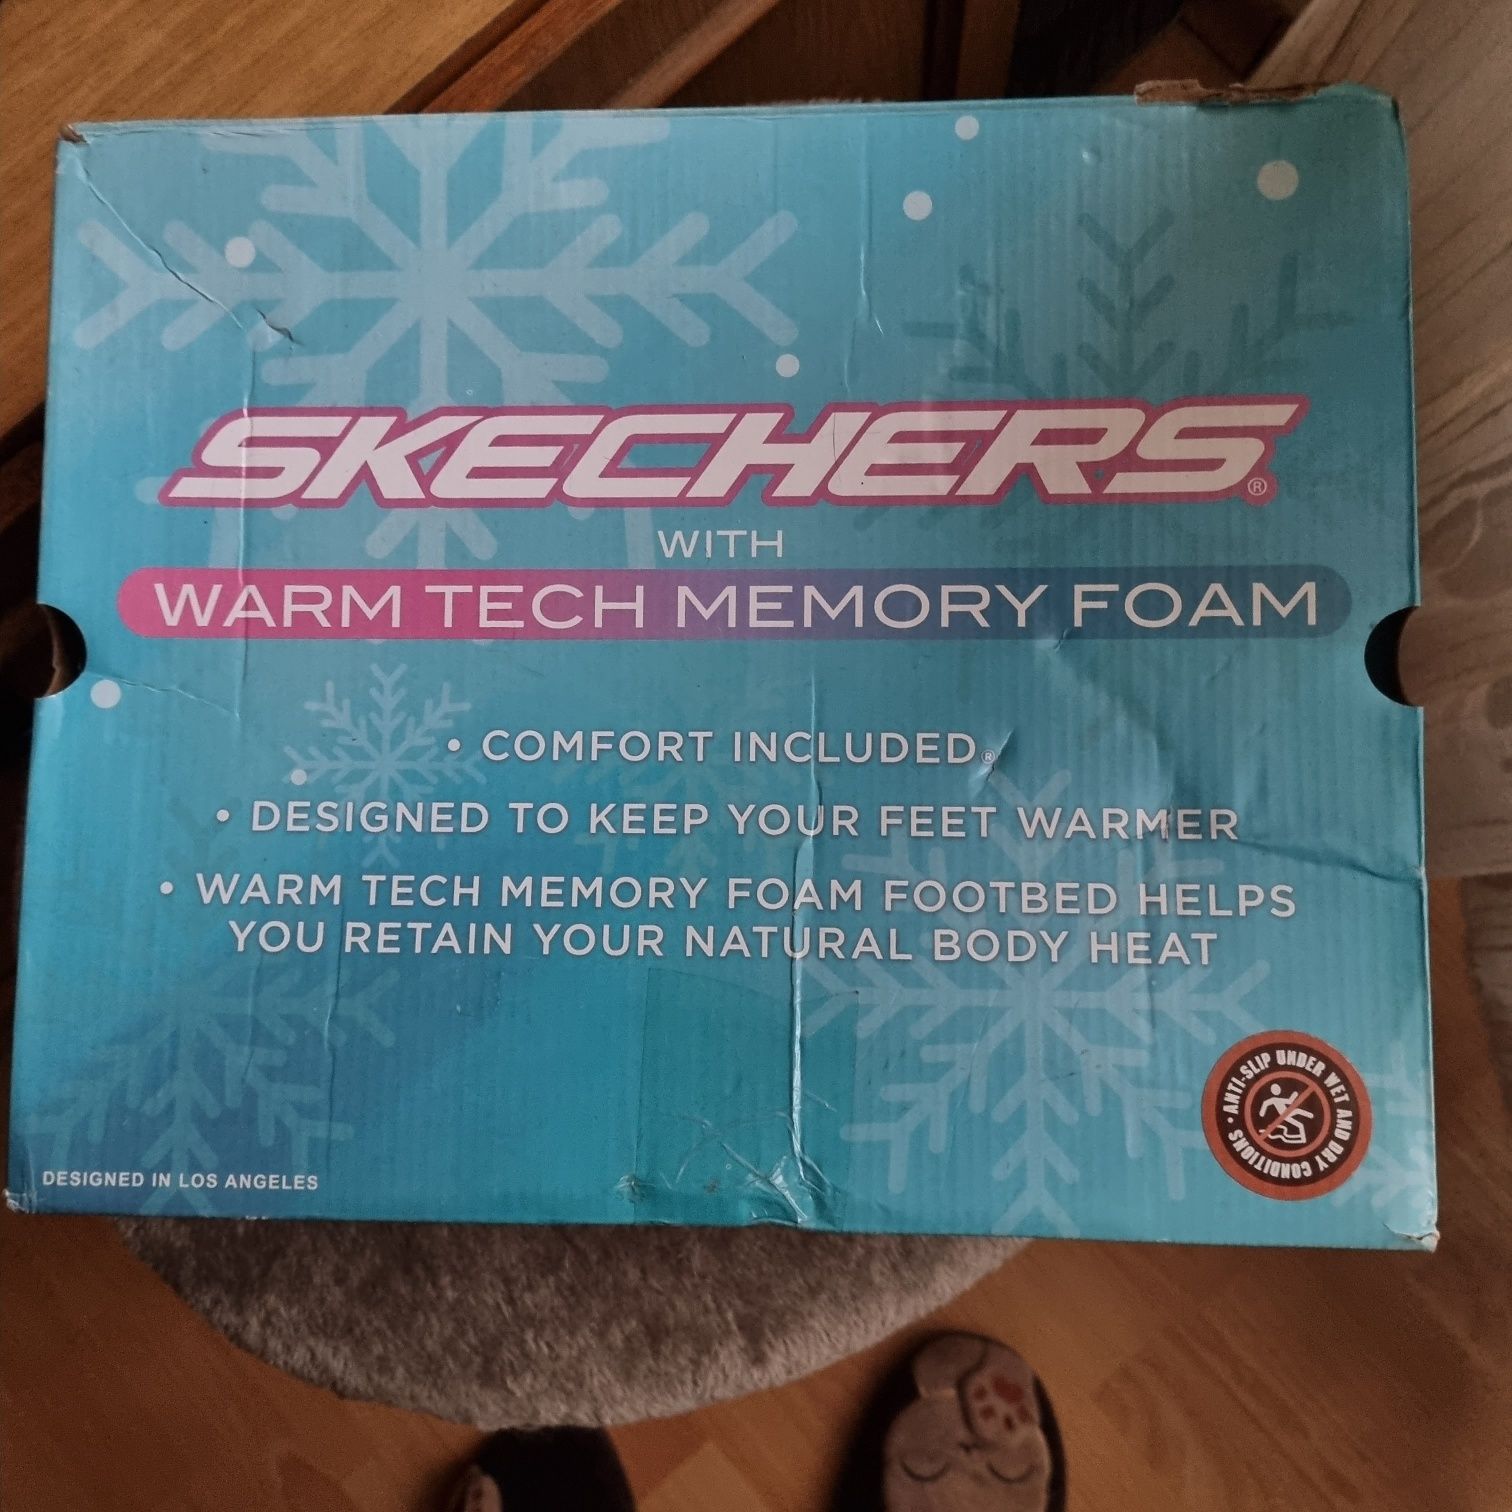 SKECHERS®
WITH
WARM TECH MEMORY FOAM
• COMFORT INCLUDED®
• DESIGNED TO KEEP YOUR FEET WARMER
• WARM TECH MEMORY FOAM FOOTBED HELPS
YOU RETAIN YOUR NATURAL BODY HEAT
DESIGNED IN LOS ANGELES
• ANTI-SLIP UNDER WET AND DRY CONDITIONS